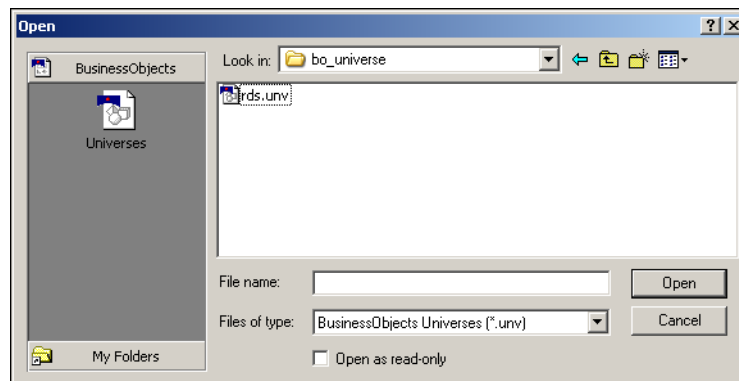 Open
BusinessObjects
Look in: bo_universe
rds.unv
Universes
File name:
Open
Files of type: BusinessObjects Universes (*.unv)
Cancel
My Folders
Open as read-only